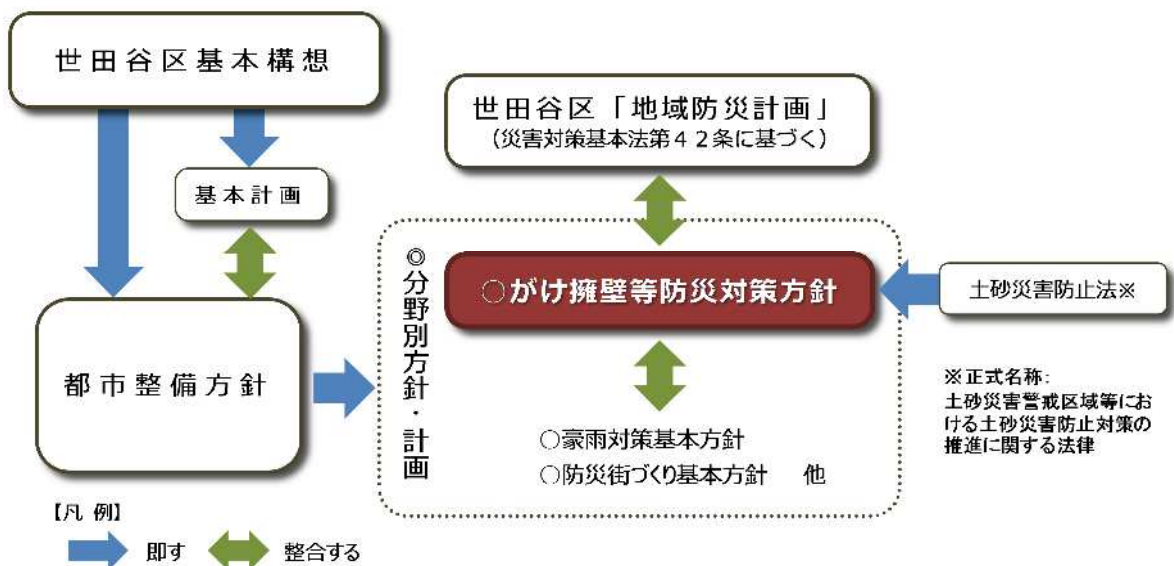 世田谷区基本構想
基本計画
都市整備方針
世田谷区「地域防災計画」
(災害対策基本法第42条に基づく)
◎分野別方針・計画
○がけ擁壁等防災対策方針
○豪雨対策基本方針
○防災街づくり基本方針 他
土砂災害防止法※
※正式名称:
土砂災害警戒区域等にお
ける土砂災害防止対策の
推進に関する法律
【凡 例】
即す
整合する